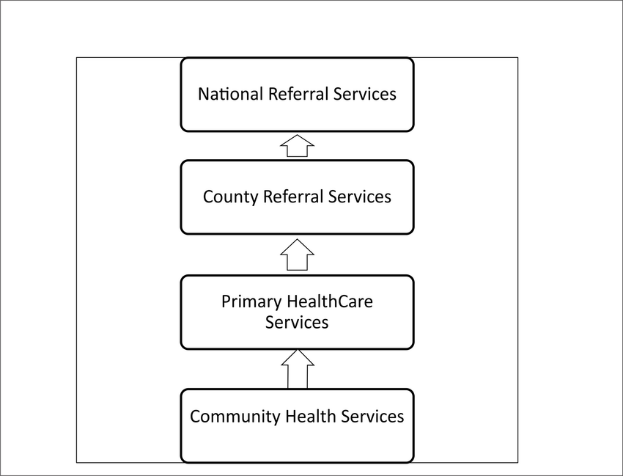 National Referral Services
County Referral Services
Primary HealthCare
Services
Community Health Services